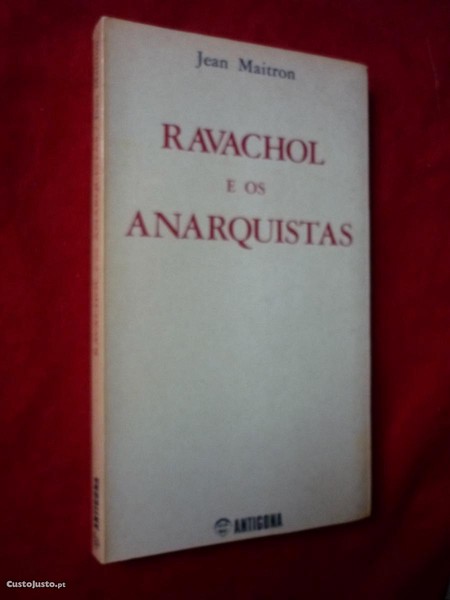 Jean Maitron
RAVACHOL
E OS
ANARQUISTAS
ANTIGONA
CustoJusto.pt